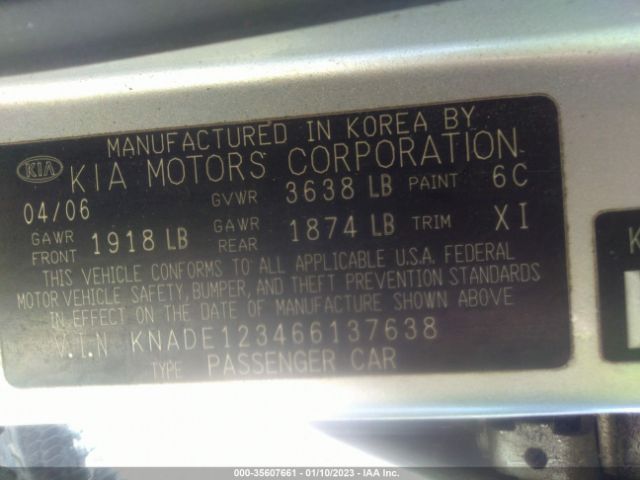 MANUFACTURED IN KOREA BY
KIA KIA MOTORS CORPORATION
04/06 GVWR 3638 LB PAINT 6C
GAWR FRONT 1918 LB GAWR REAR 1874 LB TRIM XI
THIS VEHICLE CONFORMS TO ALL APPLICABLE U.S.A. FEDERAL
MOTOR VEHICLE SAFETY, BUMPER, AND THEFT PREVENTION STANDARDS
IN EFFECT ON THE DATE OF MANUFACTURE SHOWN ABOVE
V.I.N KNADE123466137638
TYPE PASSENGER CAR
K
000-35607661 - 01/10/2023 - IAA Inc.